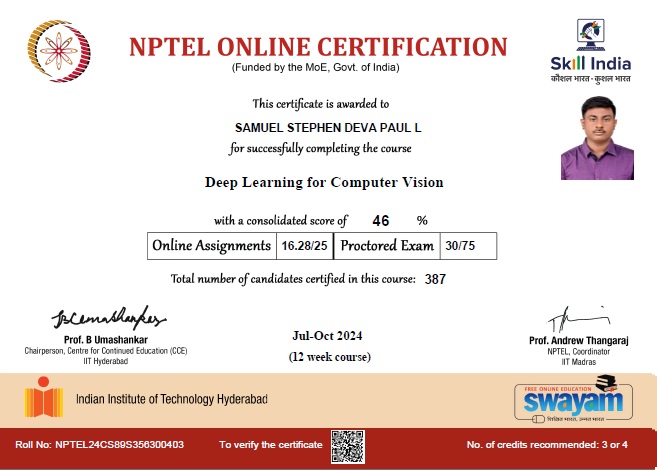 NPTEL ONLINE CERTIFICATION
(Funded by the MoE, Govt. of India)
Skill India
कौशल भारत - कुशल भारत
This certificate is awarded to
SAMUEL STEPHEN DEVA PAUL L
for successfully completing the course
Deep Learning for Computer Vision
with a consolidated score of 46 %
Online Assignments 16.28/25 Proctored Exam 30/75
Total number of candidates certified in this course: 387
Prof. B Umashankar
Chairperson, Centre for Continued Education (CCE)
IIT Hyderabad
Jul-Oct 2024
(12 week course)
Prof. Andrew Thangaraj
NPTEL, Coordinator
IIT Madras
Indian Institute of Technology Hyderabad
FREE ONLINE EDUCATION
swayam
शिक्षित भारत, उन्नत भारत
Roll No: NPTEL24CS89S356300403
To verify the certificate
No. of credits recommended: 3 or 4